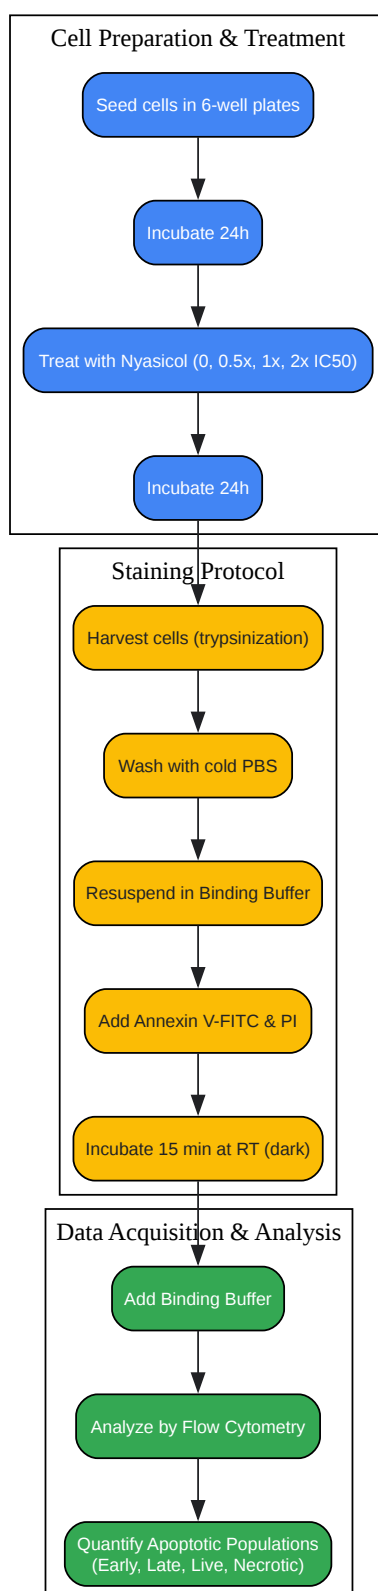 Cell Preparation & Treatment
Seed cells in 6-well plates
Incubate 24h
Treat with Nyasicol (0, 0.5x, 1x, 2x IC50)
Incubate 24h
Staining Protocol
Harvest cells (trypsinization)
Wash with cold PBS
Resuspend in Binding Buffer
Add Annexin V-FITC & PI
Incubate 15 min at RT (dark)
Data Acquisition & Analysis
Add Binding Buffer
Analyze by Flow Cytometry
Quantify Apoptotic Populations
(Early, Late, Live, Necrotic)